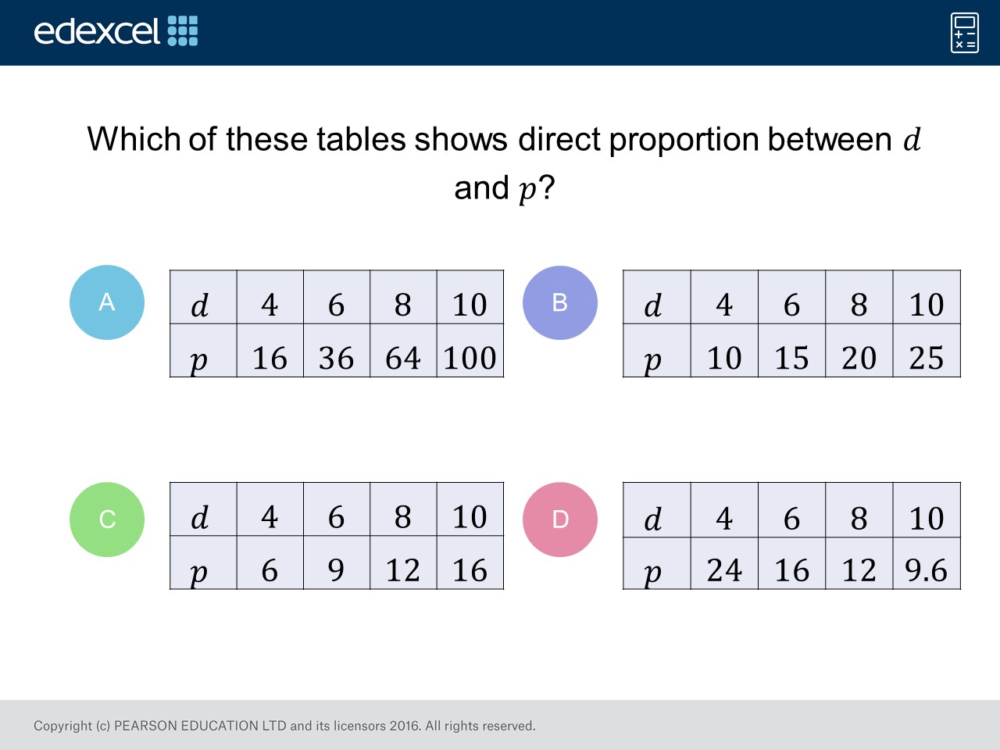 edexcel
Which of these tables shows direct proportion between d
and p?
A
d 4 6 8 10
p 16 36 64 100
B
d 4 6 8 10
p 10 15 20 25
C
d 4 6 8 10
p 6 9 12 16
D
d 4 6 8 10
p 24 16 12 9.6
Copyright (c) PEARSON EDUCATION LTD and its licensors 2016. All rights reserved.